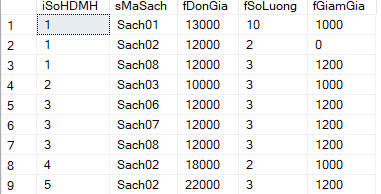 iSoHDMH sMaSach fDonGia fSoLuong fGiamGia
1 1 Sach01 13000 10 1000
2 1 Sach02 12000 2 0
3 1 Sach08 12000 3 1200
4 2 Sach03 10000 3 1000
5 3 Sach06 12000 3 1200
6 3 Sach07 12000 3 1200
7 3 Sach08 12000 3 1200
8 4 Sach02 18000 2 1000
9 5 Sach02 22000 3 1200